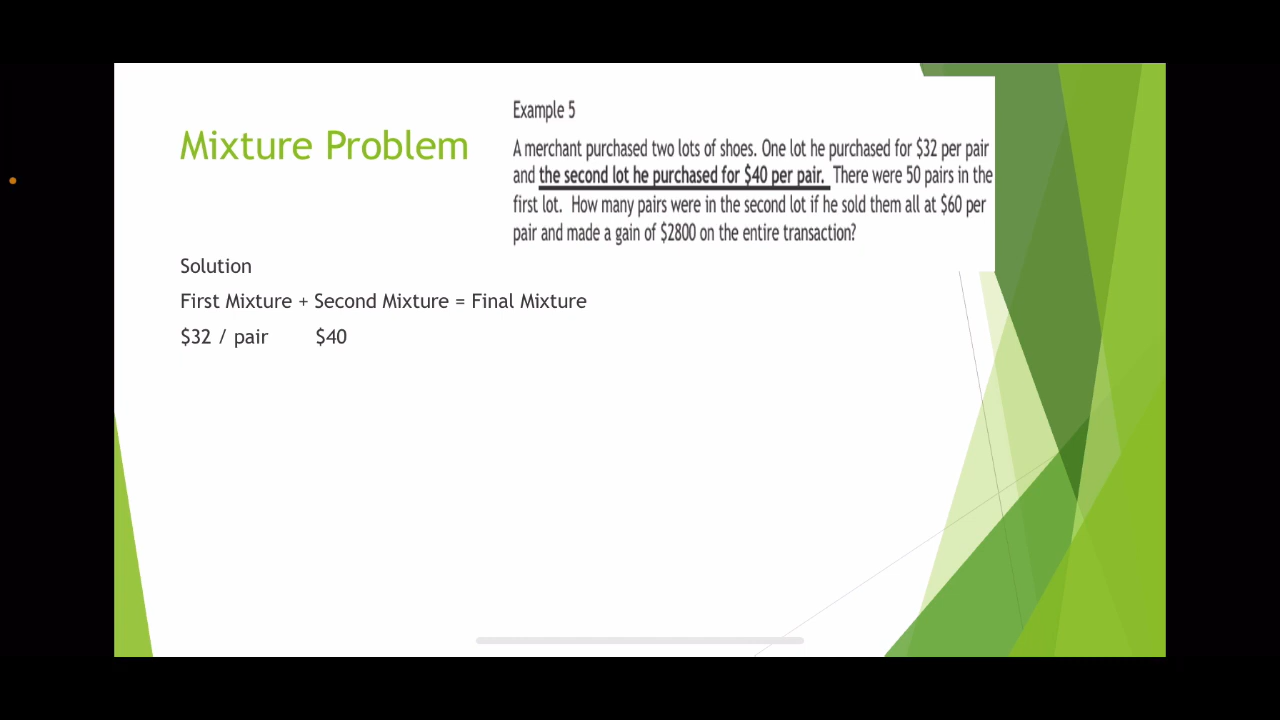 Mixture Problem
Example 5
A merchant purchased two lots of shoes. One lot he purchased for $32 per pair
and the second lot he purchased for $40 per pair. There were 50 pairs in the
first lot. How many pairs were in the second lot if he sold them all at $60 per
pair and made a gain of $2800 on the entire transaction?
Solution
First Mixture + Second Mixture = Final Mixture
$32 / pair $40